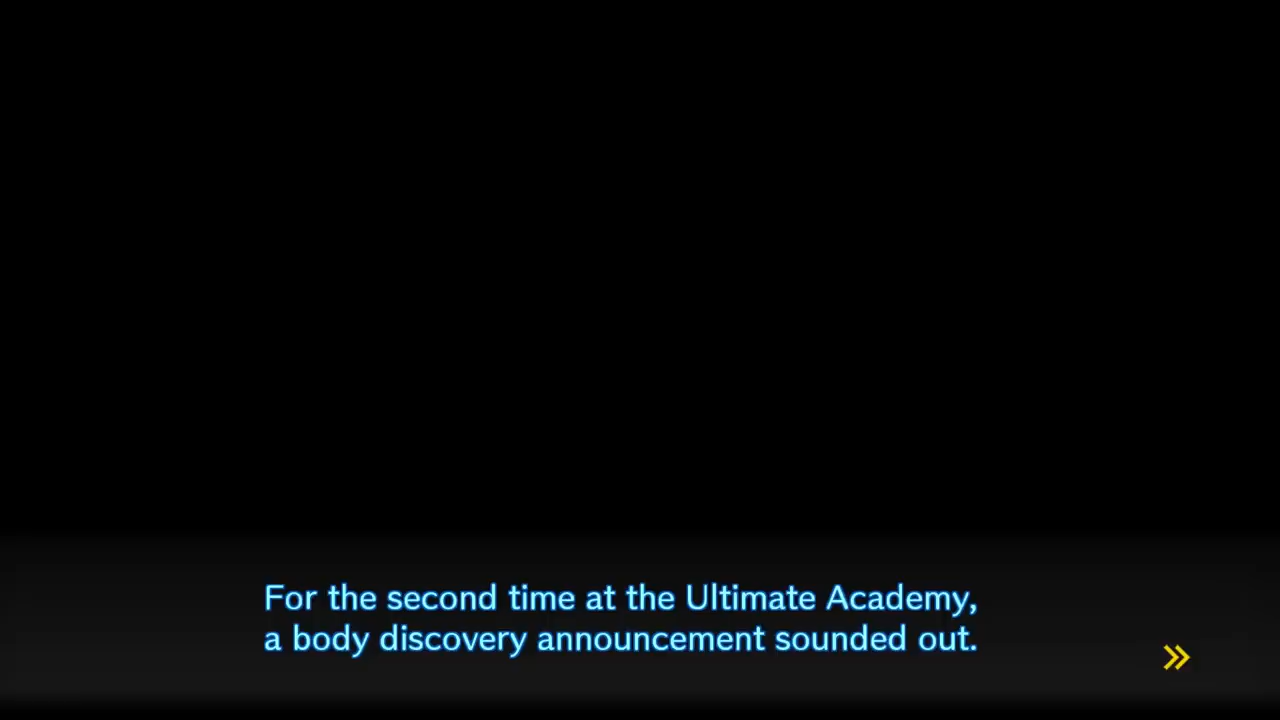 For the second time at the Ultimate Academy,
a body discovery announcement sounded out.